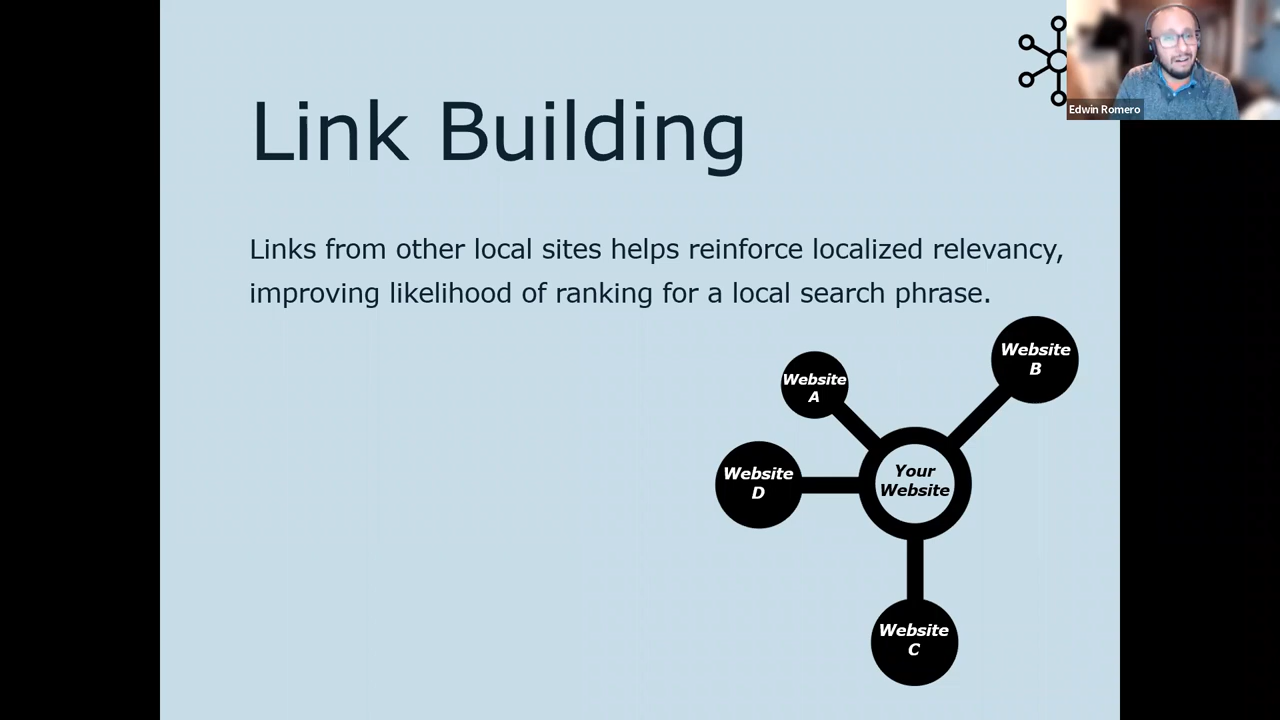 Edwin Romero
Link Building
Links from other local sites helps reinforce localized relevancy,
improving likelihood of ranking for a local search phrase.
Website
B
Website
A
Your
Website
Website
D
Website
C